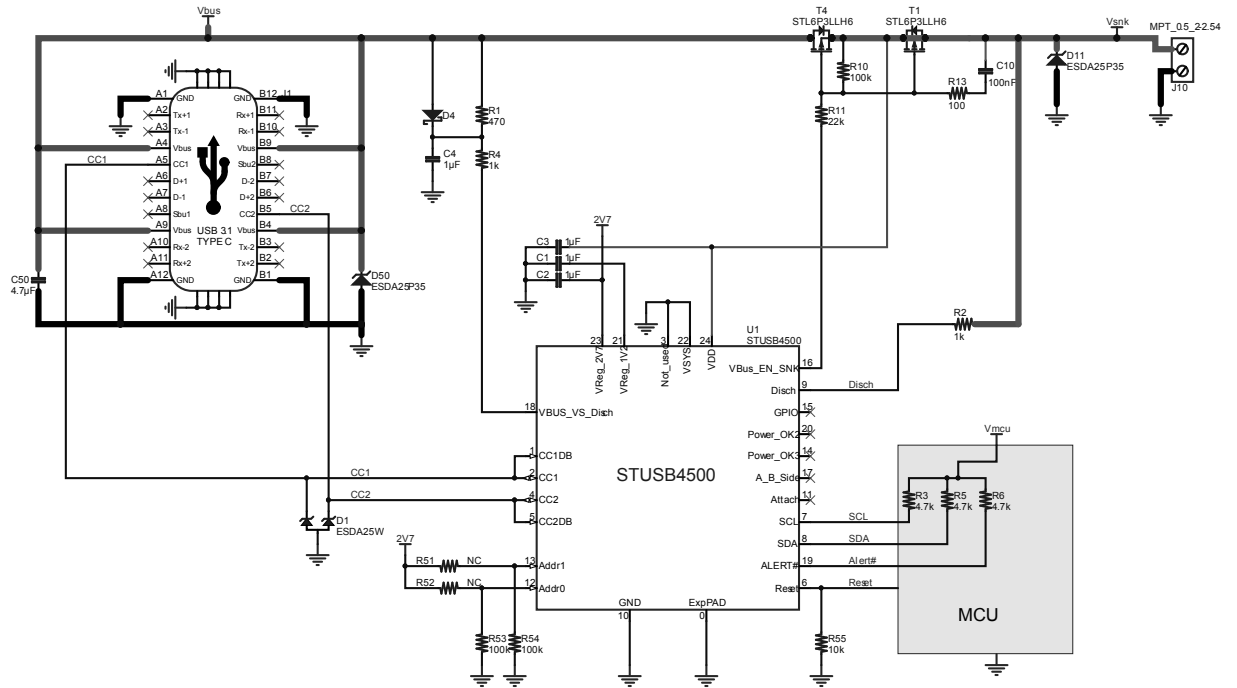 Vbus
T4
STL6P3LLH6
T1
STL6P3LLH6
Vsnk
MPT_0.5_2-2.54
J10
R10
100k
C10
100nF
R13
100
D11
ESDA25P35
R11
22k
D4
R1
470
C4
1µF
R4
1k
J1
A1 GND
A2 Tx+1
A3 Tx-1
A4 Vbus
A5 CC1
A6 D+1
A7 D-1
A8 Sbu1
A9 Vbus
A10 Rx-2
A11 Rx+2
A12 GND
GND B12
Rx+1 B11
Rx-1 B10
Vbus B9
Sbu2 B8
D-2 B7
D+2 B6
CC2 B5
Vbus B4
Tx-2 B3
Tx+2 B2
GND B1
USB 3.1
TYPE C
CC1
CC2
C50
4.7µF
D50
ESDA25P35
2V7
C3 1µF
C1 1µF
C2 1µF
R2
1k
U1
STUSB4500
23 VReg_2V7
21 VReg_1V2
3 Not_used
22 VSYS
24 VDD
18 VBUS_VS_Disch
1 CC1DB
2 CC1
4 CC2
5 CC2DB
13 Addr1
12 Addr0
STUSB4500
VBus_EN_SNK 16
Disch 9
GPIO 15
Power_OK2 20
Power_OK3 14
A_B_Side 17
Attach 11
SCL 7
SDA 8
ALERT# 19
Reset 6
GND
10
ExpPAD
0
Disch
SCL
SDA
Alert#
Reset
CC1
CC2
D1
ESDA25W
2V7
R51 NC
R52 NC
R53
100k
R54
100k
R55
10k
Vmcu
R3
4.7k
R5
4.7k
R6
4.7k
MCU